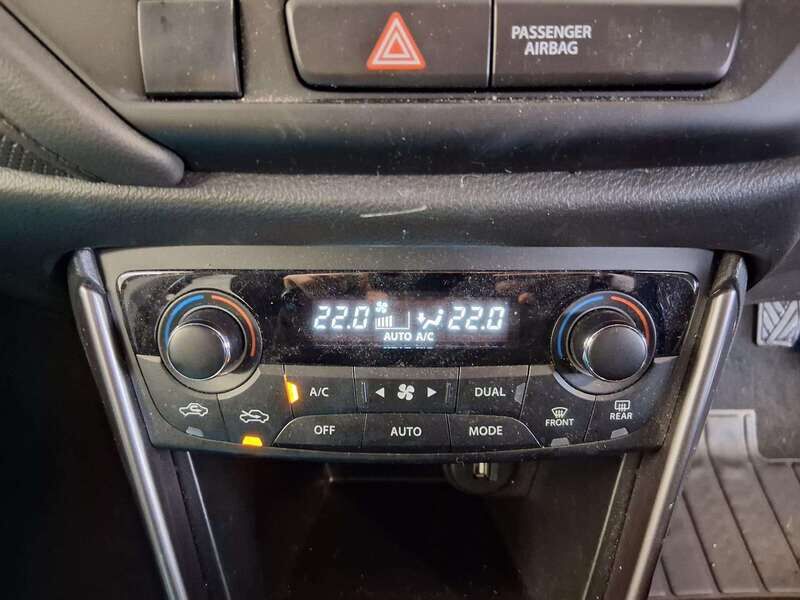 PASSENGER
AIRBAG
22.0 22.0
AUTO A/C
A/C DUAL
FRONT REAR
OFF AUTO MODE